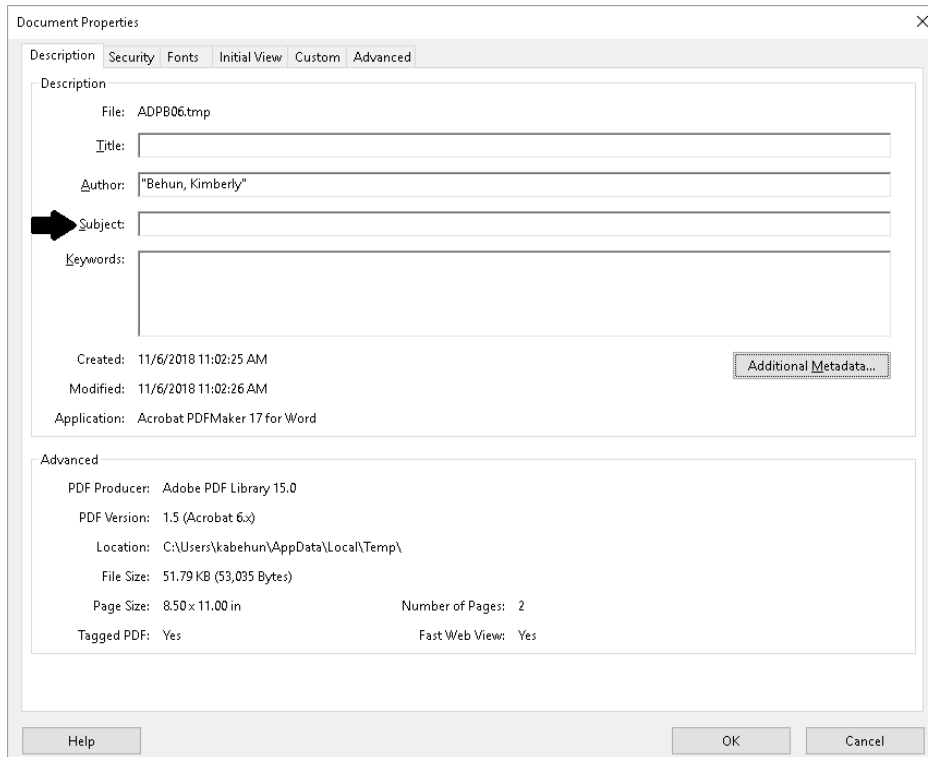 Document Properties
Description Security Fonts Initial View Custom Advanced
Description
File: ADPB06.tmp
Title:
Author: "Behun, Kimberly"
Subject:
Keywords:
Created: 11/6/2018 11:02:25 AM
Additional Metadata...
Modified: 11/6/2018 11:02:26 AM
Application: Acrobat PDFMaker 17 for Word
Advanced
PDF Producer: Adobe PDF Library 15.0
PDF Version: 1.5 (Acrobat 6.x)
Location: C:\Users\kabehun\AppData\Local\Temp\
File Size: 51.79 KB (53,035 Bytes)
Page Size: 8.50 x 11.00 in Number of Pages: 2
Tagged PDF: Yes Fast Web View: Yes
Help OK Cancel